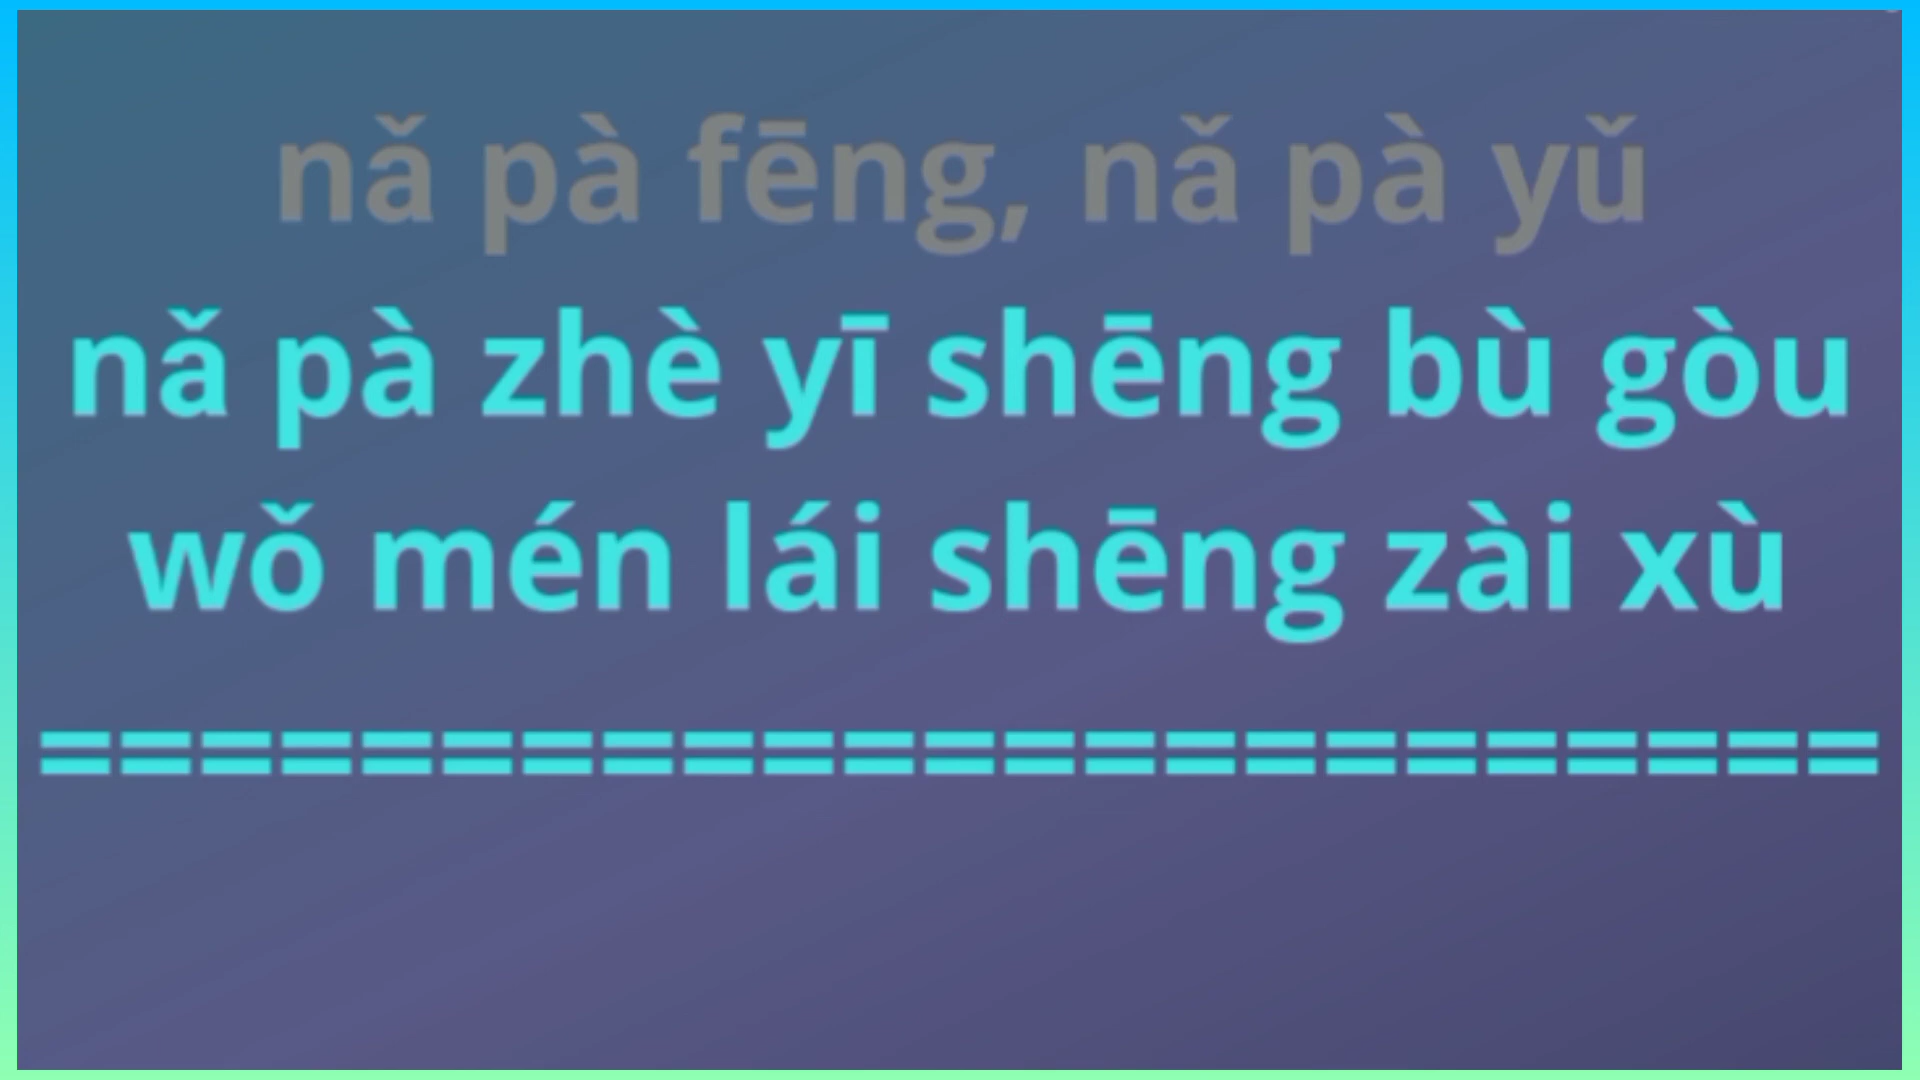 nǎ pà fēng, nǎ pà yǔ
nǎ pà zhè yī shēng bù gòu
wǒ mén lái shēng zài xù
=======================